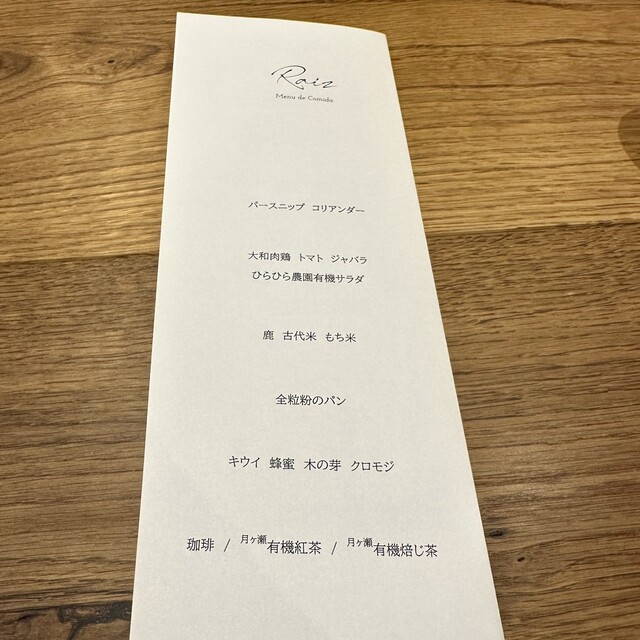 Raiz
Menu de Comida
パースニップ コリアンダー
大和肉鶏 トマト ジャバラ
ひらひら農園有機サラダ
鹿 古代米 もち米
全粒粉のパン
キウイ 蜂蜜 木の芽 クロモジ
珈琲 / 月ヶ瀬有機紅茶 / 月ヶ瀬有機焙じ茶